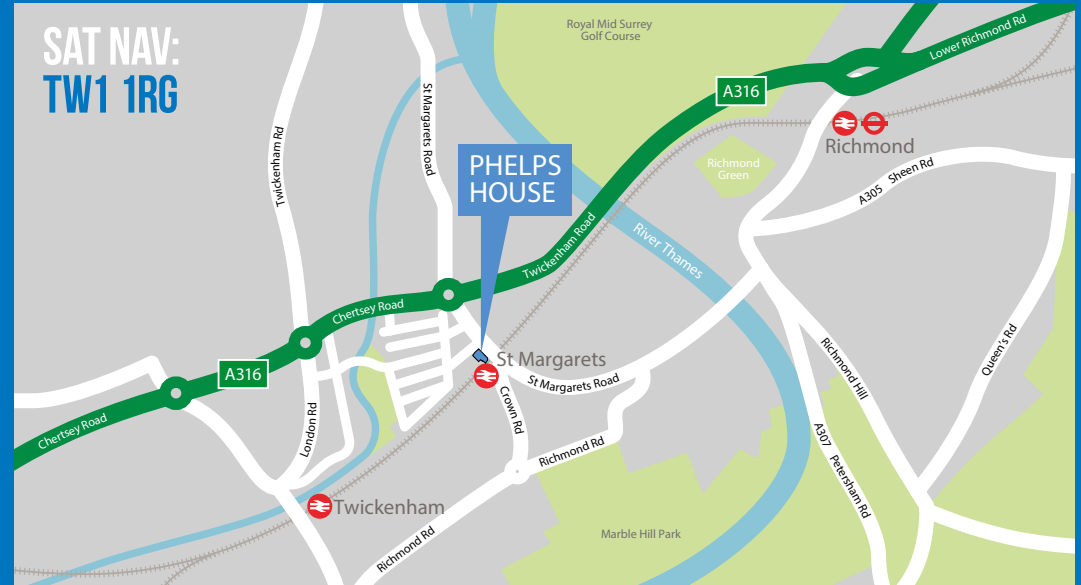 SAT NAV:
TW1 1RG
Royal Mid Surrey
Golf Course
Lower Richmond Rd
A316
Richmond
Richmond
Green
A305
Sheen Rd
St Margarets Road
Twickenham Rd
PHELPS
HOUSE
River Thames
Twickenham Road
Chertsey Road
A316
St Margarets
St Margarets Road
Crown Rd
Richmond Hill
Queen's Rd
Chertsey Road
London Rd
Richmond Rd
A307
Petersham Rd
Twickenham
Marble Hill Park
Richmond Rd